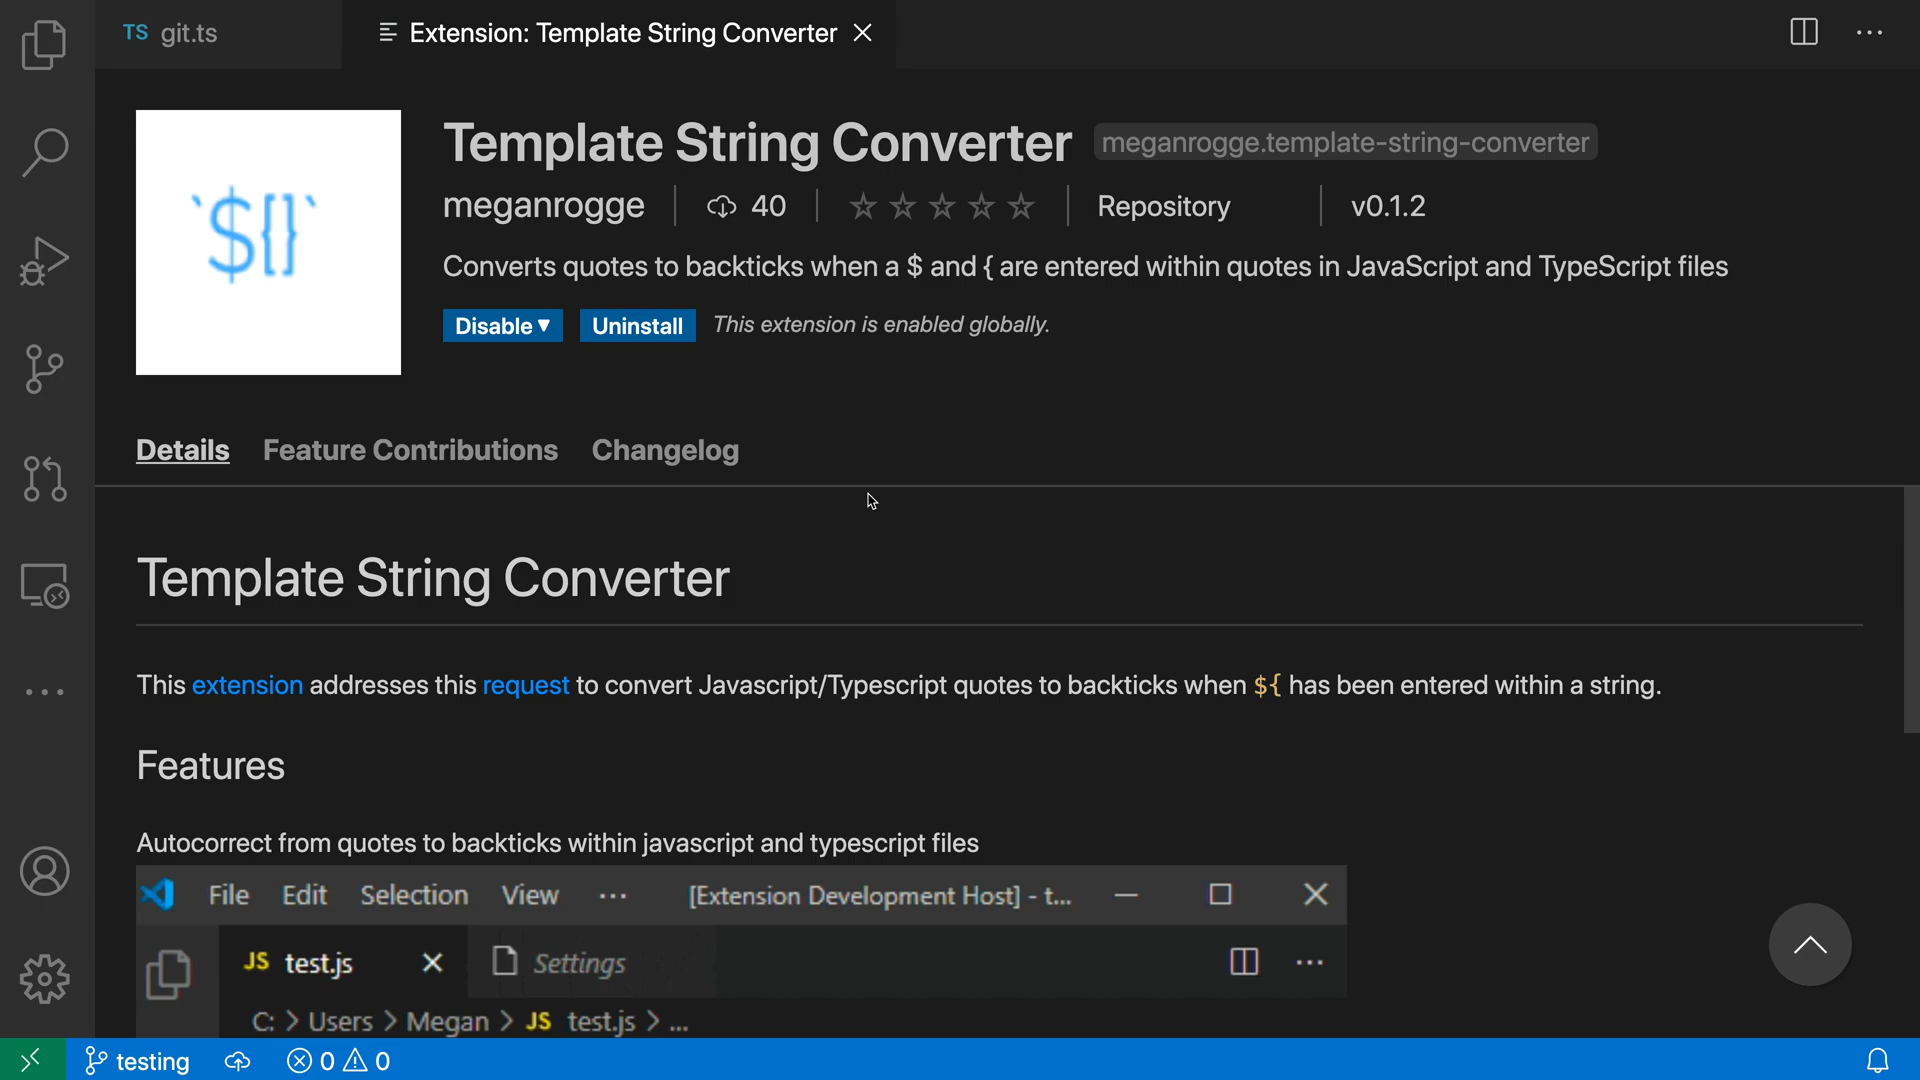 TS git.ts
Extension: Template String Converter
`${}`
Template String Converter meganrogge.template-string-converter
meganrogge 40 Repository v0.1.2
Converts quotes to backticks when a $ and { are entered within quotes in JavaScript and TypeScript files
Disable Uninstall This extension is enabled globally.
Details Feature Contributions Changelog
Template String Converter
This extension addresses this request to convert Javascript/Typescript quotes to backticks when ${ has been entered within a string.
Features
Autocorrect from quotes to backticks within javascript and typescript files
File Edit Selection View ··· [Extension Development Host] - t...
JS test.js Settings
C: > Users > Megan > JS test.js > ...
testing 0 0